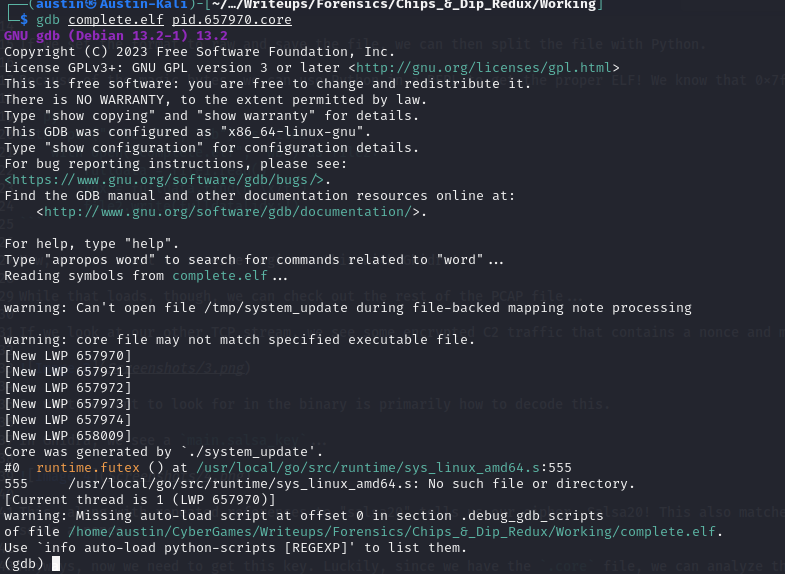 (austin㉿Austin-Kali)-[~/…/Writeups/Forensics/Chips_&_Dip_Redux/Working]
$ gdb complete.elf pid.657970.core
GNU gdb (Debian 13.2-1) 13.2
Copyright (C) 2023 Free Software Foundation, Inc.
License GPLv3+: GNU GPL version 3 or later <http://gnu.org/licenses/gpl.html>
This is free software: you are free to change and redistribute it.
There is NO WARRANTY, to the extent permitted by law.
Type "show copying" and "show warranty" for details.
This GDB was configured as "x86_64-linux-gnu".
Type "show configuration" for configuration details.
For bug reporting instructions, please see:
<https://www.gnu.org/software/gdb/bugs/>.
Find the GDB manual and other documentation resources online at:
<http://www.gnu.org/software/gdb/documentation/>.
For help, type "help".
Type "apropos word" to search for commands related to "word"...
Reading symbols from complete.elf...
warning: Can't open file /tmp/system_update during file-backed mapping note processing
warning: core file may not match specified executable file.
[New LWP 657970]
[New LWP 657971]
[New LWP 657972]
[New LWP 657973]
[New LWP 657974]
[New LWP 658009]
Core was generated by `./system_update'.
#0 runtime.futex () at /usr/local/go/src/runtime/sys_linux_amd64.s:555
555 /usr/local/go/src/runtime/sys_linux_amd64.s: No such file or directory.
[Current thread is 1 (LWP 657970)]
warning: Missing auto-load script at offset 0 in section .debug_gdb_scripts
of file /home/austin/CyberGames/Writeups/Forensics/Chips_&_Dip_Redux/Working/complete.elf.
Use `info auto-load python-scripts [REGEXP]' to list them.
(gdb)